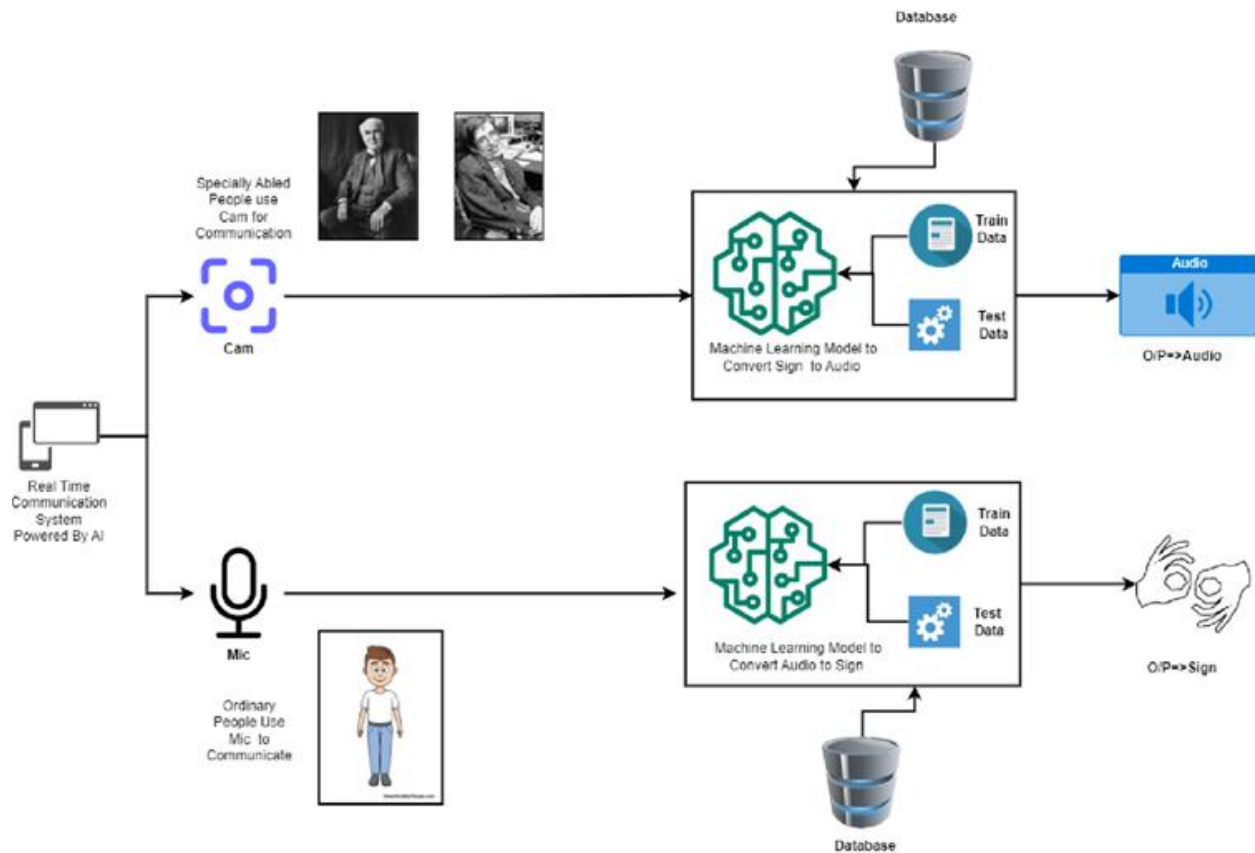 Database
Specially Abled
People use
Cam for
Communication
Train
Data
Test
Data
Machine Learning Model to
Convert Sign to Audio
Audio
O/P=>Audio
Cam
Real Time
Communication
System
Powered By AI
Mic
Ordinary
People Use
Mic to
Communicate
Train
Data
Test
Data
Machine Learning Model to
Convert Audio to Sign
O/P=>Sign
Database